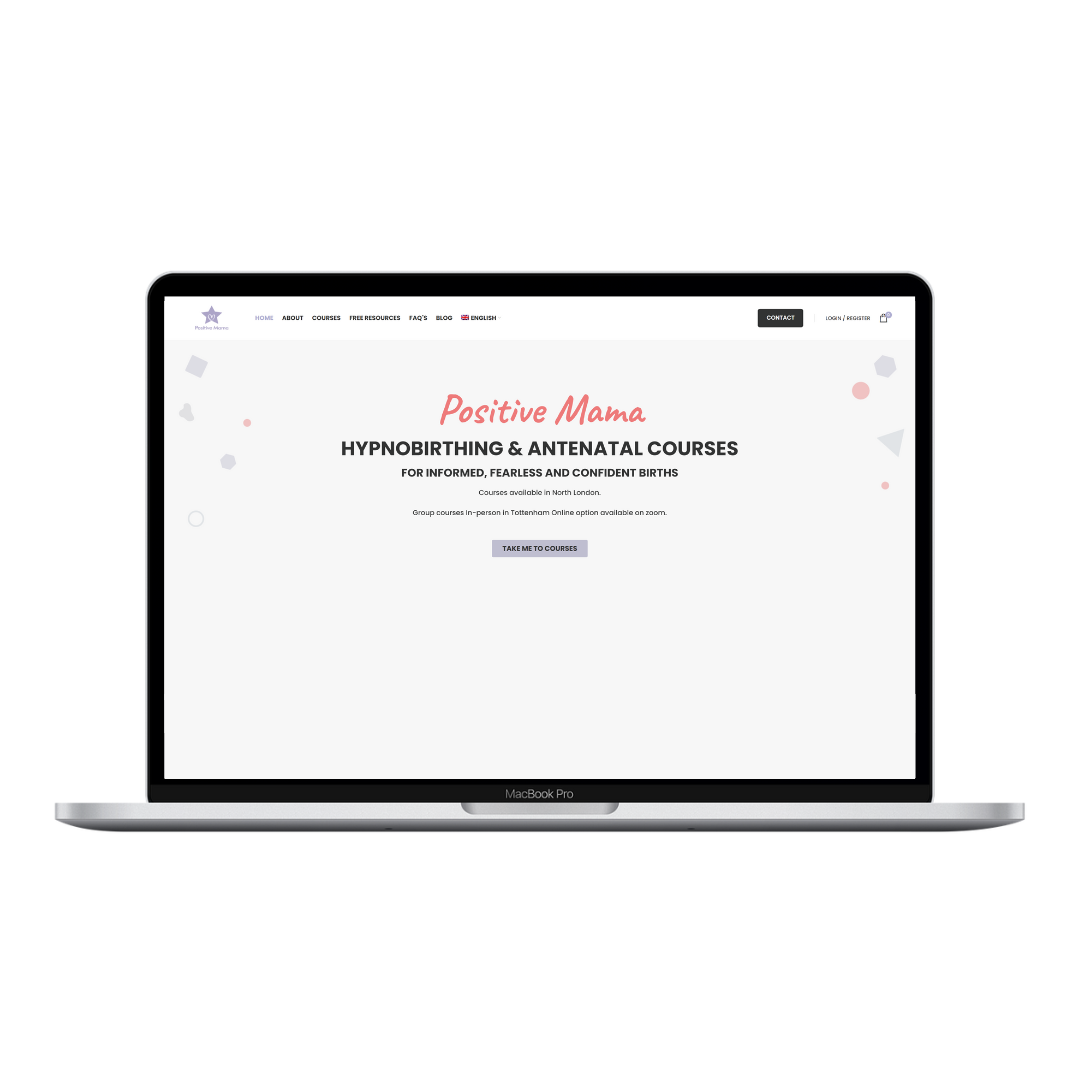 Positive Mama
HOME ABOUT COURSES FREE RESOURCES FAQ'S BLOG ENGLISH
CONTACT
LOGIN / REGISTER
0
Positive Mama
HYPNOBIRTHING & ANTENATAL COURSES
FOR INFORMED, FEARLESS AND CONFIDENT BIRTHS
Courses available in North London.
Group courses in-person in Tottenham Online option available on zoom.
TAKE ME TO COURSES
MacBook Pro